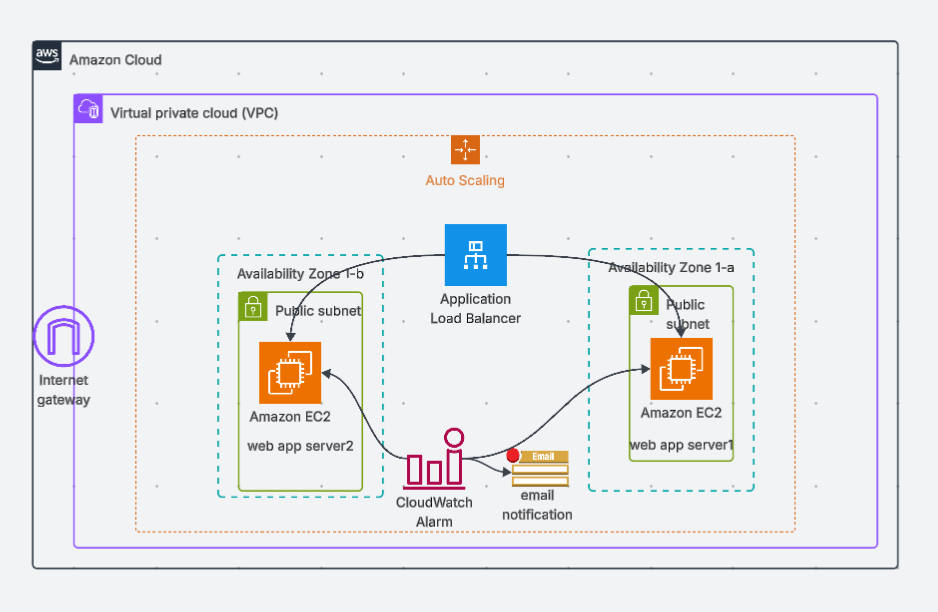 aws
Amazon Cloud
Virtual private cloud (VPC)
Auto Scaling
Availability Zone 1-b
Public subnet
Amazon EC2
web app server2
Application
Load Balancer
Availability Zone 1-a
Public
subnet
Amazon EC2
web app server1
Internet
gateway
CloudWatch
Alarm
Email
email
notification